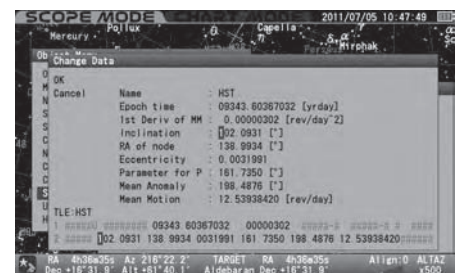 SCOPE MODE CHART MODE 2011/07/05 10:47:49
Mercury Pollux Capella
Mirphak
Change Data
OK
Cancel Name : HST
Epoch time : 09343.60367032 [yrday]
1st Deriv of MM : 0.00000302 [rev/day^2]
Inclination : 02.0931 [°]
RA of node : 138.9934 [°]
Eccentricity : 0.0031991
Parameter for P : 161.7350 [°]
Mean Anomaly : 198.4876 [°]
Mean Motion : 12.53938420 [rev/day]
TLE:HST
1 09343 60367032 00000302
2 02 0931 138 9934 0031991 161 7350 198 4876 12 53938420
RA 4h36m35s Az 216°22.2' TARGET RA 4h36m35s Align:0 ALTAZ
Dec +16°31.9' Alt +61°40.1' Aldebaran Dec +16°31.9' x500